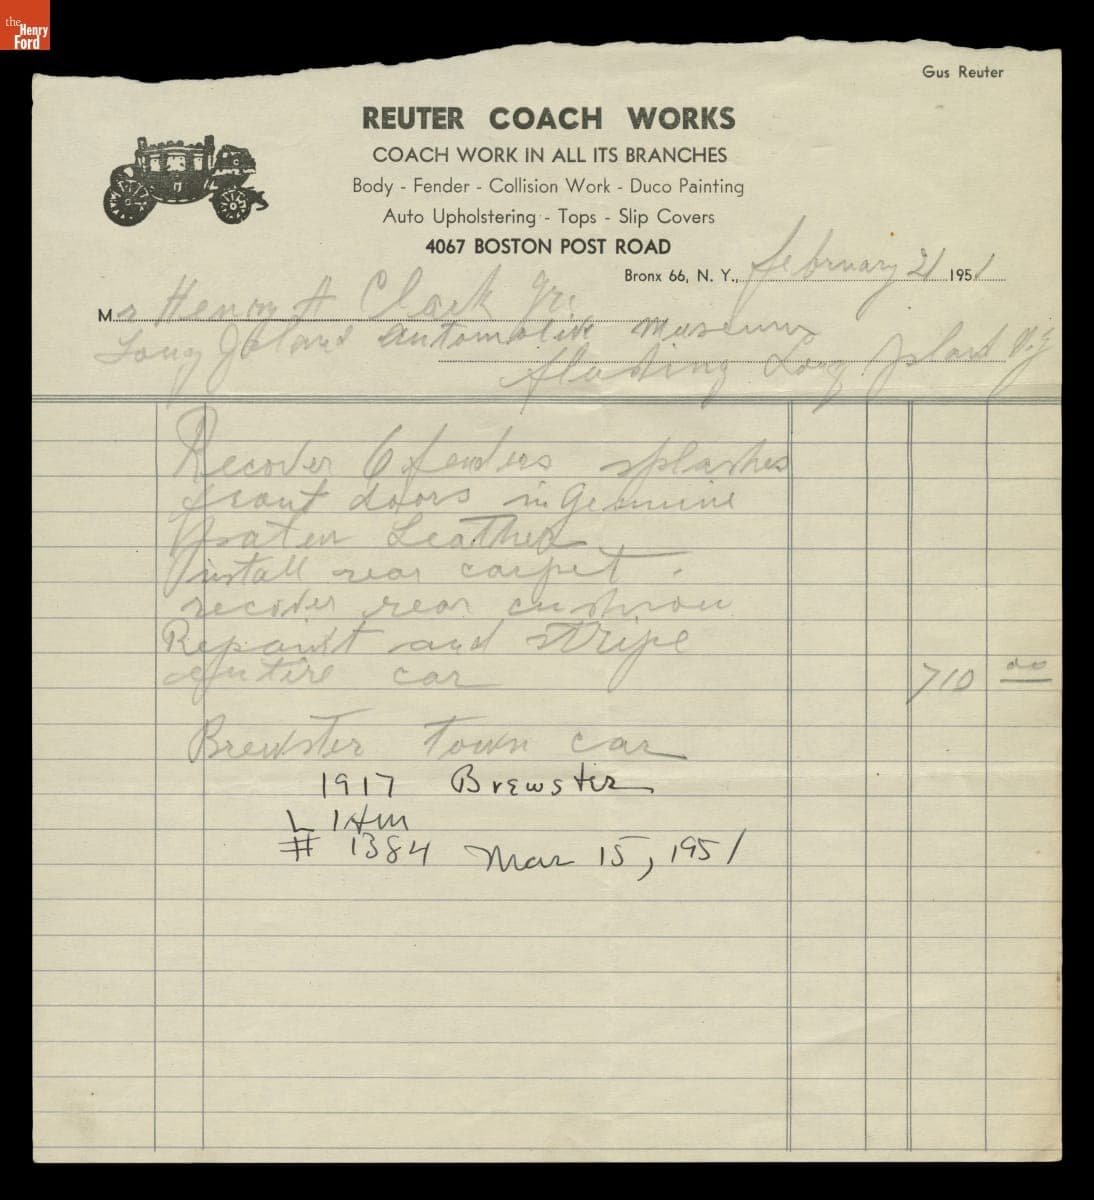 the
Henry
Ford
Gus Reuter
REUTER COACH WORKS
COACH WORK IN ALL ITS BRANCHES
Body - Fender - Collision Work - Duco Painting
Auto Upholstering - Tops - Slip Covers
4067 BOSTON POST ROAD
Bronx 66, N. Y., february 21 1951
Mr Henry A Clark Jr.
Long Island Automotive Museum
flushing Long Island N.Y
Recover 6 fenders splashes
front doors in Genuine
Paten Leather
install rear carpet.
recover rear cushion
Repaint and stripe
entire car 710 00
Brewster Town car
1917 Brewster
L I Am
# 1384 Mar 15, 1951